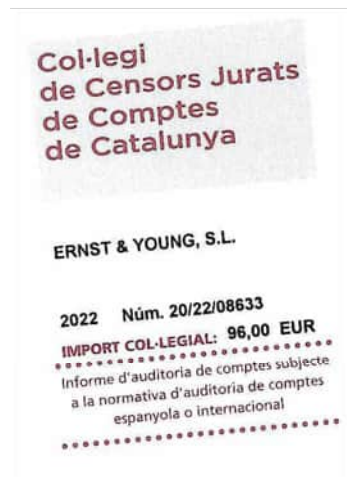 Col·legi
de Censors Jurats
de Comptes
de Catalunya
ERNST & YOUNG, S.L.
2022 Núm. 20/22/08633
IMPORT COL·LEGIAL: 96,00 EUR
Informe d'auditoria de comptes subjecte
a la normativa d'auditoria de comptes
espanyola o internacional